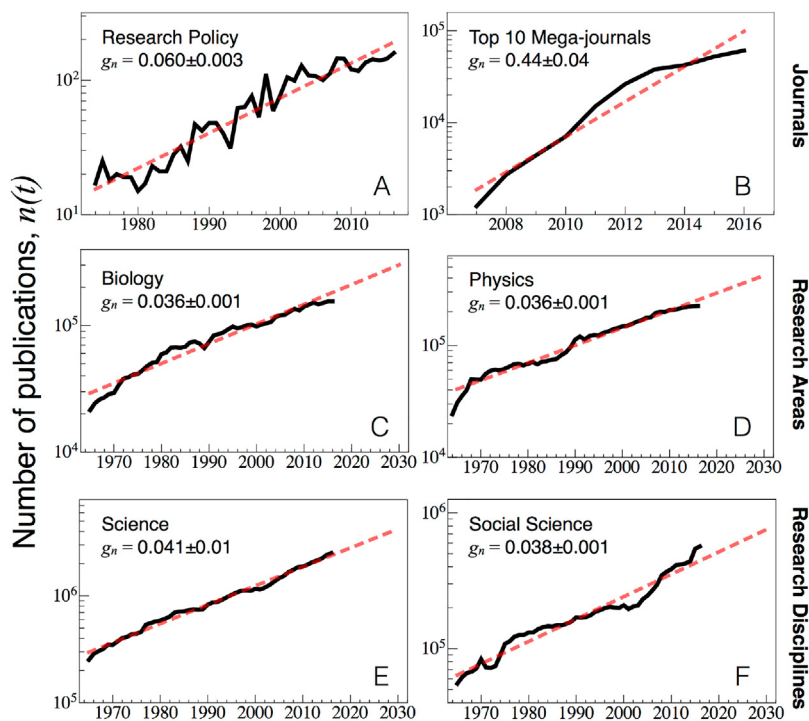 Number of publications, n(t)
Research Policy
gₙ = 0.060±0.003
A
10²
10¹
1980 1990 2000 2010
Top 10 Mega-journals
gₙ = 0.44±0.04
B
10⁵
10⁴
10³
2008 2010 2012 2014 2016
Journals
Biology
gₙ = 0.036±0.001
C
10⁵
10⁴
1970 1980 1990 2000 2010 2020 2030
Physics
gₙ = 0.036±0.001
D
10⁵
10⁴
1970 1980 1990 2000 2010 2020 2030
Research Areas
Science
gₙ = 0.041±0.01
E
10⁶
10⁵
1970 1980 1990 2000 2010 2020 2030
Social Science
gₙ = 0.038±0.001
F
10⁶
10⁵
1970 1980 1990 2000 2010 2020 2030
Research Disciplines